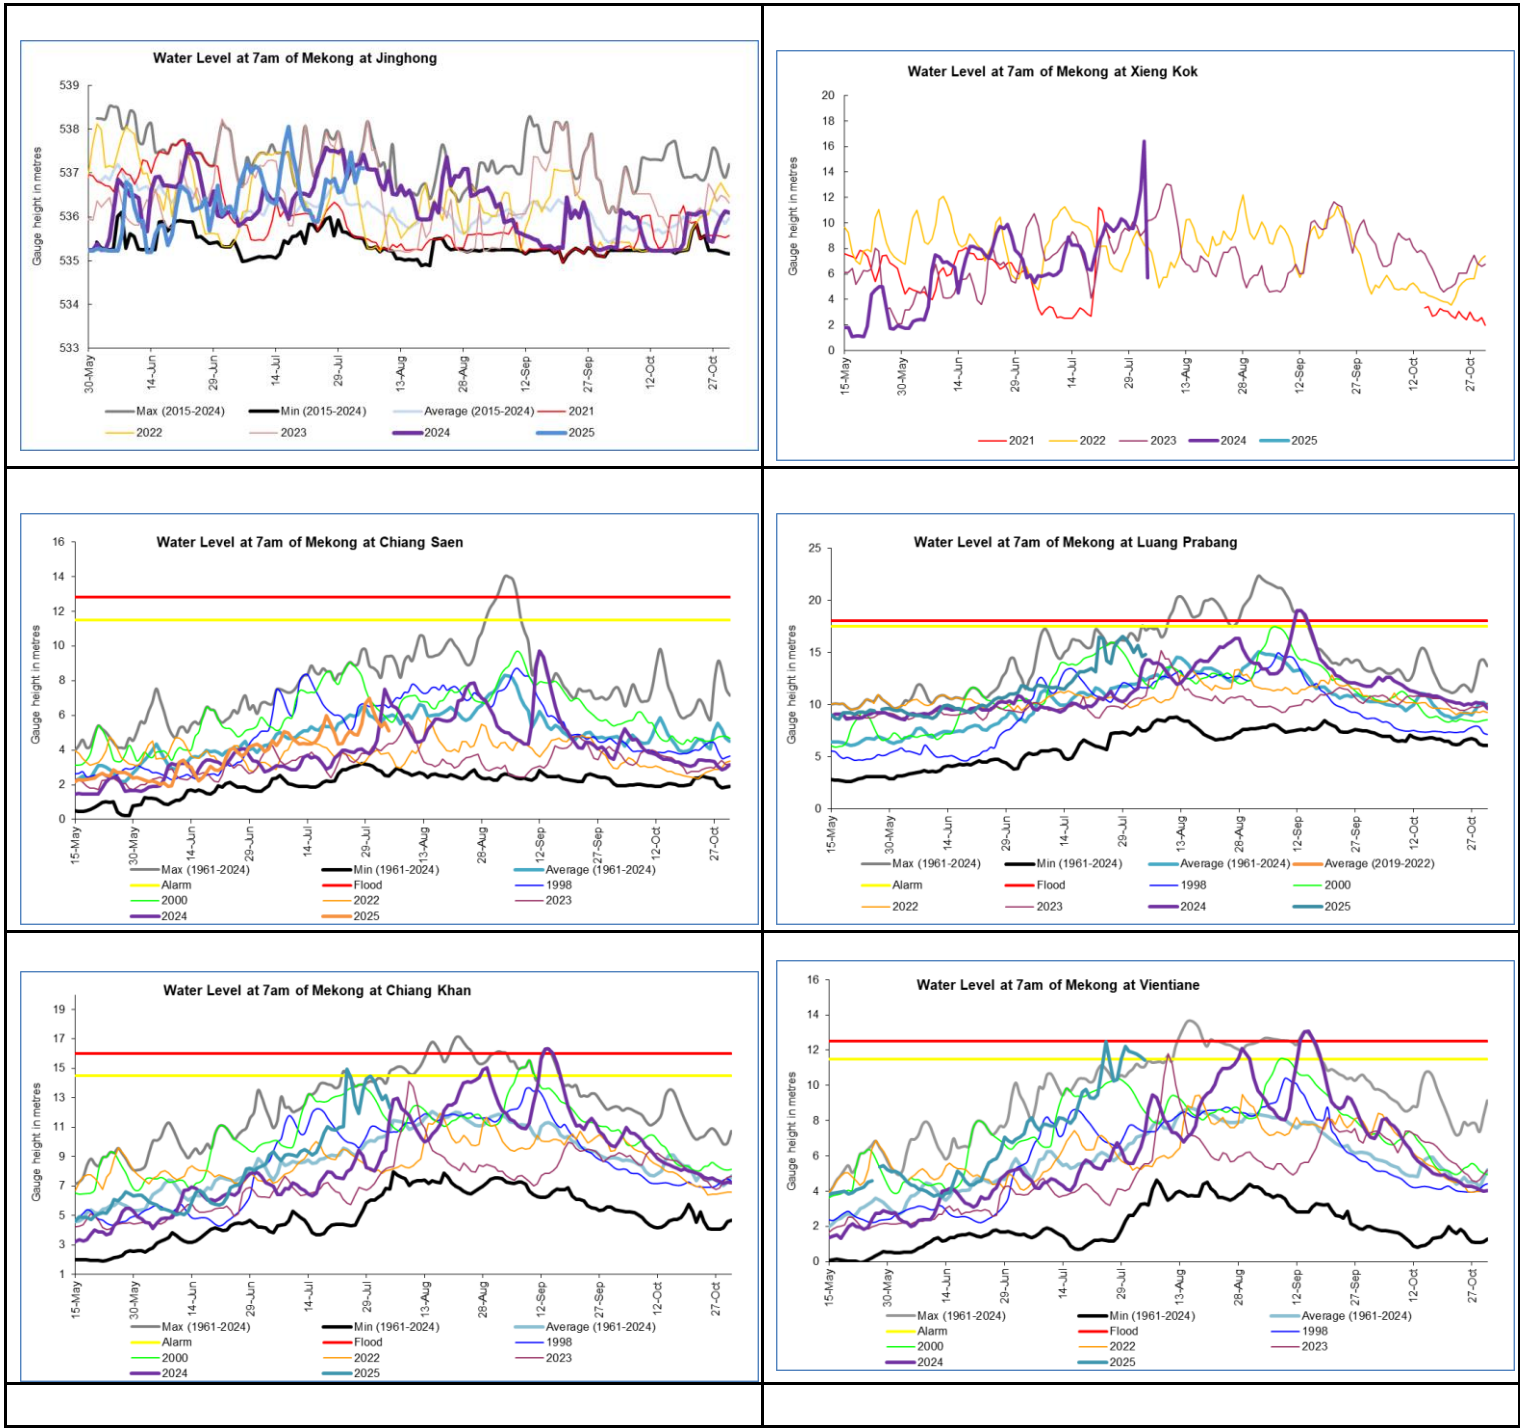 Water Level at 7am of Mekong at Jinghong
Gauge height in metres
539
538
537
536
535
534
533
30-May
14-Jun
29-Jun
14-Jul
29-Jul
13-Aug
28-Aug
12-Sep
27-Sep
12-Oct
27-Oct
Max (2015-2024) Min (2015-2024) Average (2015-2024) 2021
2022 2023 2024 2025
Water Level at 7am of Mekong at Xieng Kok
Gauge height in metres
20
18
16
14
12
10
8
6
4
2
0
15-May
30-May
14-Jun
29-Jun
14-Jul
29-Jul
13-Aug
28-Aug
12-Sep
27-Sep
12-Oct
27-Oct
2021 2022 2023 2024 2025
Water Level at 7am of Mekong at Chiang Saen
Gauge height in metres
16
14
12
10
8
6
4
2
0
15-May
30-May
14-Jun
29-Jun
14-Jul
29-Jul
13-Aug
28-Aug
12-Sep
27-Sep
12-Oct
27-Oct
Max (1961-2024) Min (1961-2024) Average (1961-2024)
Alarm Flood 1998
2000 2022 2023
2024 2025
Water Level at 7am of Mekong at Luang Prabang
Gauge height in metres
25
20
15
10
5
0
15-May
30-May
14-Jun
29-Jun
14-Jul
29-Jul
13-Aug
28-Aug
12-Sep
27-Sep
12-Oct
27-Oct
Max (1961-2024) Min (1961-2024) Average (1961-2024) Average (2019-2022)
Alarm Flood 1998 2000
2022 2023 2024 2025
Water Level at 7am of Mekong at Chiang Khan
Gauge height in metres
19
17
15
13
11
9
7
5
3
1
15-May
30-May
14-Jun
29-Jun
14-Jul
29-Jul
13-Aug
28-Aug
12-Sep
27-Sep
12-Oct
27-Oct
Max (1961-2024) Min (1961-2024) Average (1961-2024)
Alarm Flood 1998
2000 2022 2023
2024 2025
Water Level at 7am of Mekong at Vientiane
Gauge height in metres
16
14
12
10
8
6
4
2
0
15-May
30-May
14-Jun
29-Jun
14-Jul
29-Jul
13-Aug
28-Aug
12-Sep
27-Sep
12-Oct
27-Oct
Max (1961-2024) Min (1961-2024) Average (1961-2024)
Alarm Flood 1998
2000 2022 2023
2024 2025